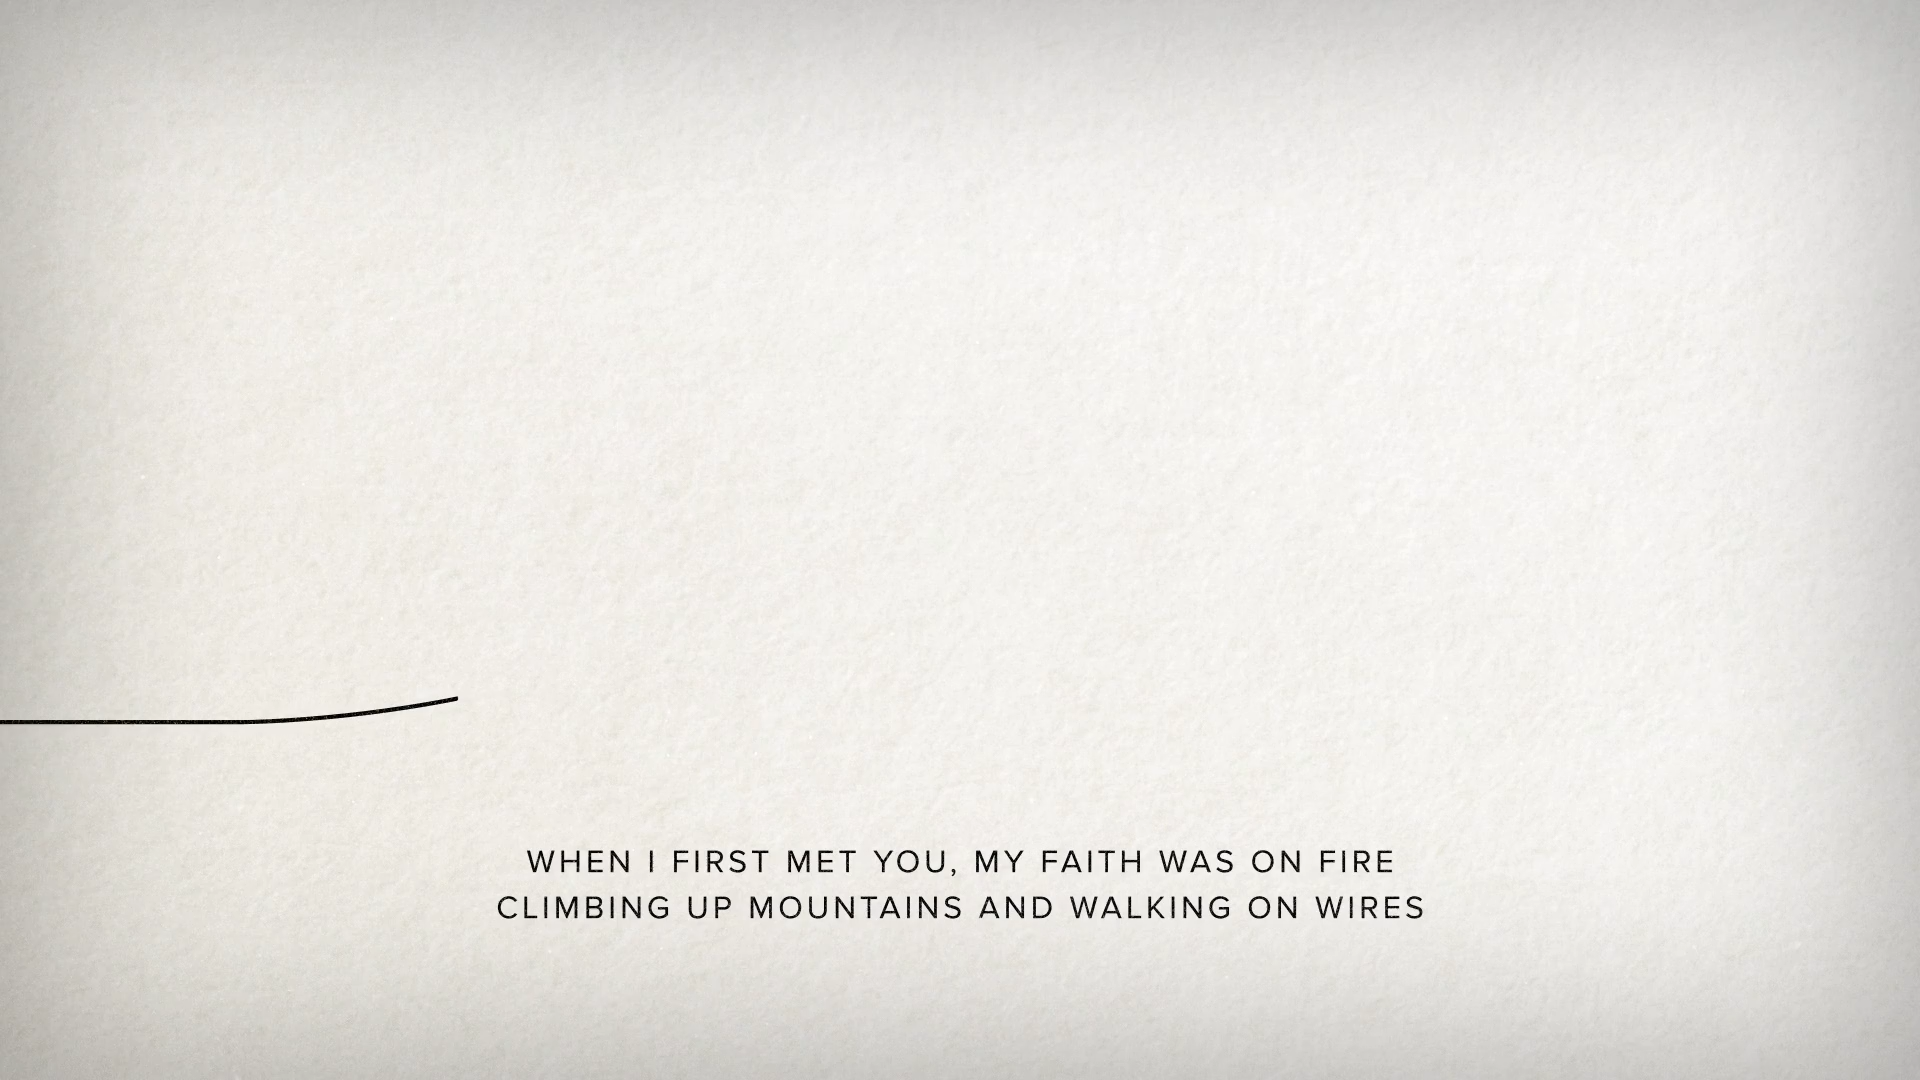 WHEN I FIRST MET YOU, MY FAITH WAS ON FIRE
CLIMBING UP MOUNTAINS AND WALKING ON WIRES